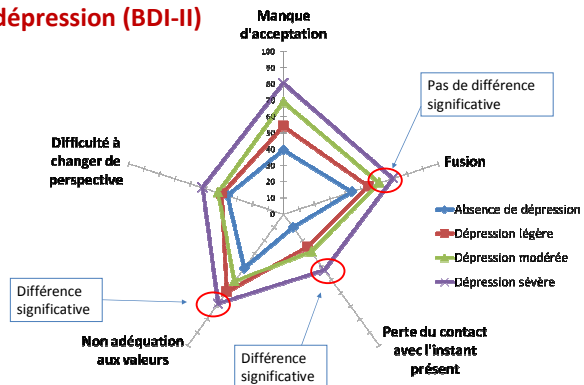 dépression (BDI-II)
Manque
d'acceptation
100
90
80
70
60
50
40
30
20
10
0
Pas de différence
significative
Fusion
Difficulté à
changer de
perspective
Absence de dépression
Dépression légère
Dépression modérée
Dépression sévère
Différence
significative
Non adéquation
aux valeurs
Différence
significative
Perte du contact
avec l'instant
présent